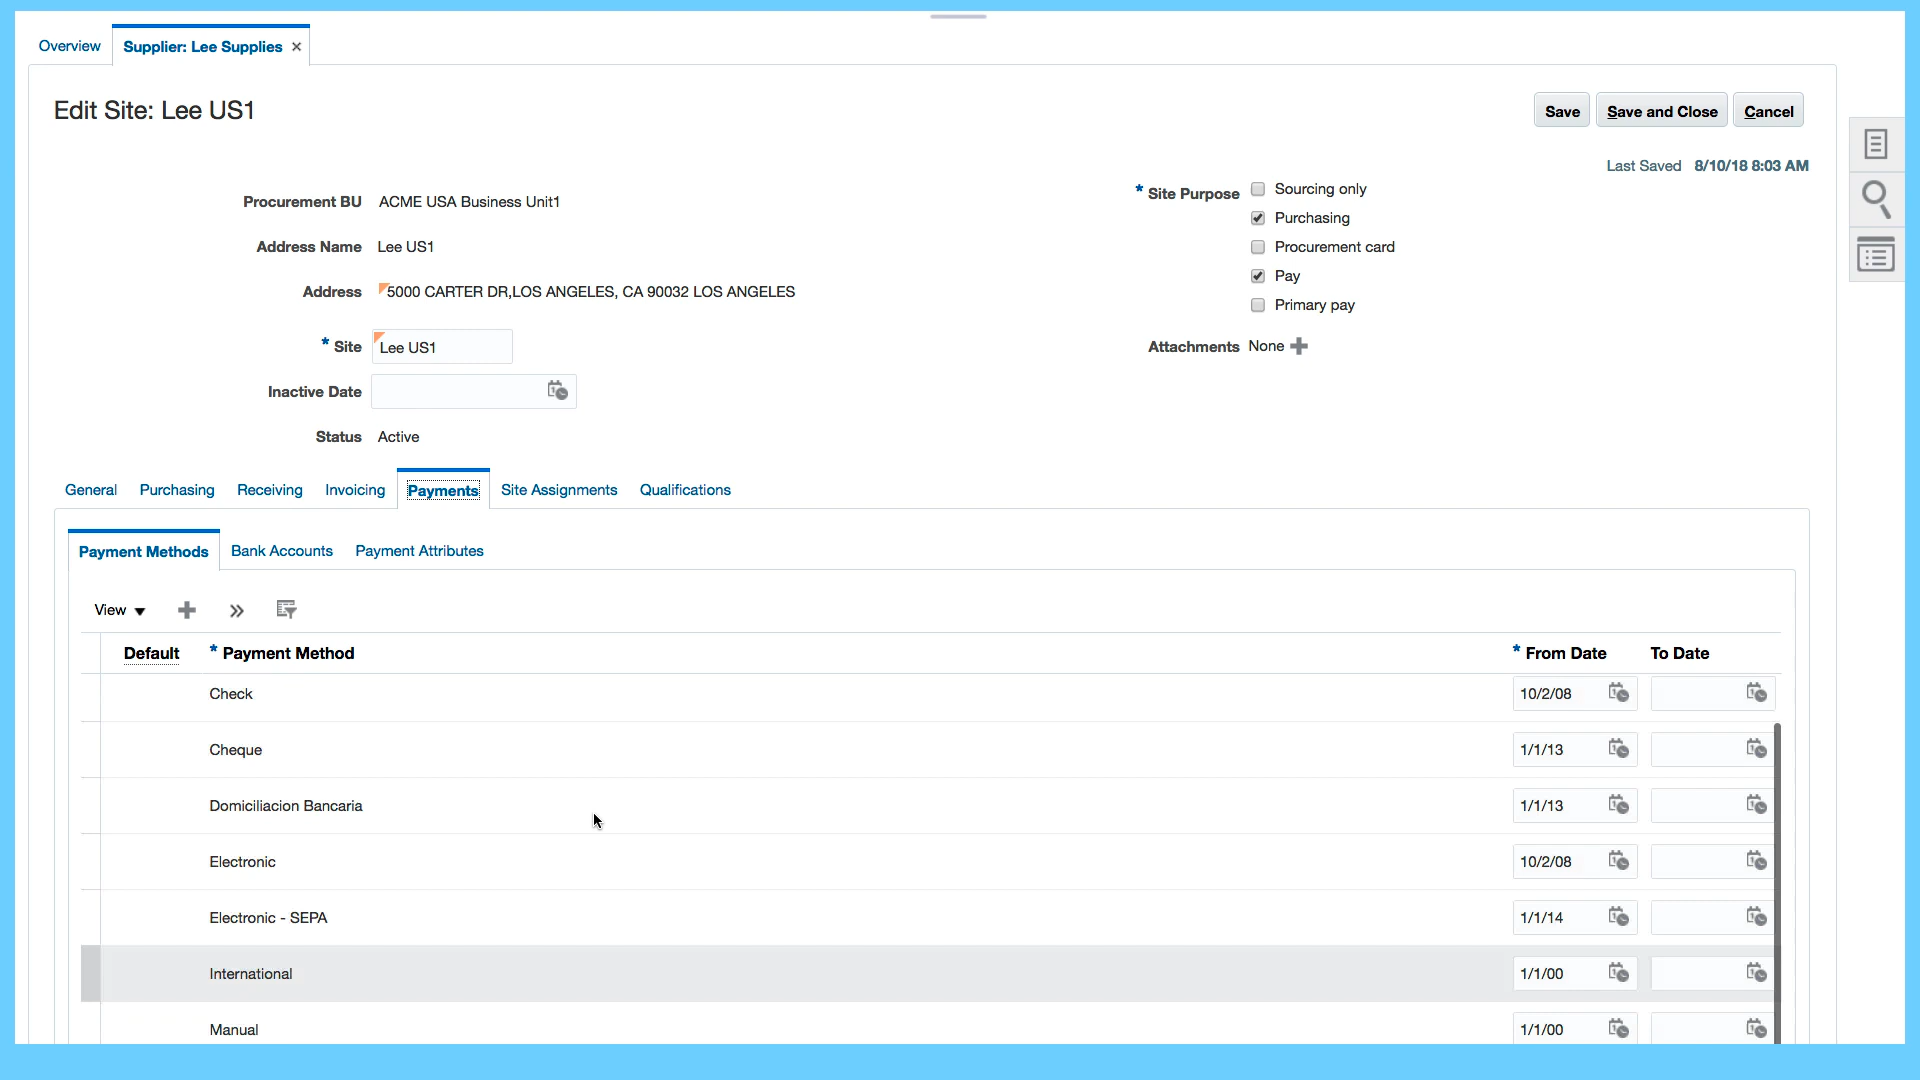 Overview
Supplier: Lee Supplies ×
Edit Site: Lee US1
Save
Save and Close
Cancel
Last Saved 8/10/18 8:03 AM
Procurement BU ACME USA Business Unit1
Address Name Lee US1
Address 5000 CARTER DR,LOS ANGELES, CA 90032 LOS ANGELES
* Site Lee US1
Inactive Date
Status Active
* Site Purpose
Sourcing only
Purchasing
Procurement card
Pay
Primary pay
Attachments None
General Purchasing Receiving Invoicing Payments Site Assignments Qualifications
Payment Methods Bank Accounts Payment Attributes
View
Default * Payment Method * From Date To Date
Check 10/2/08
Cheque 1/1/13
Domiciliacion Bancaria 1/1/13
Electronic 10/2/08
Electronic - SEPA 1/1/14
International 1/1/00
Manual 1/1/00